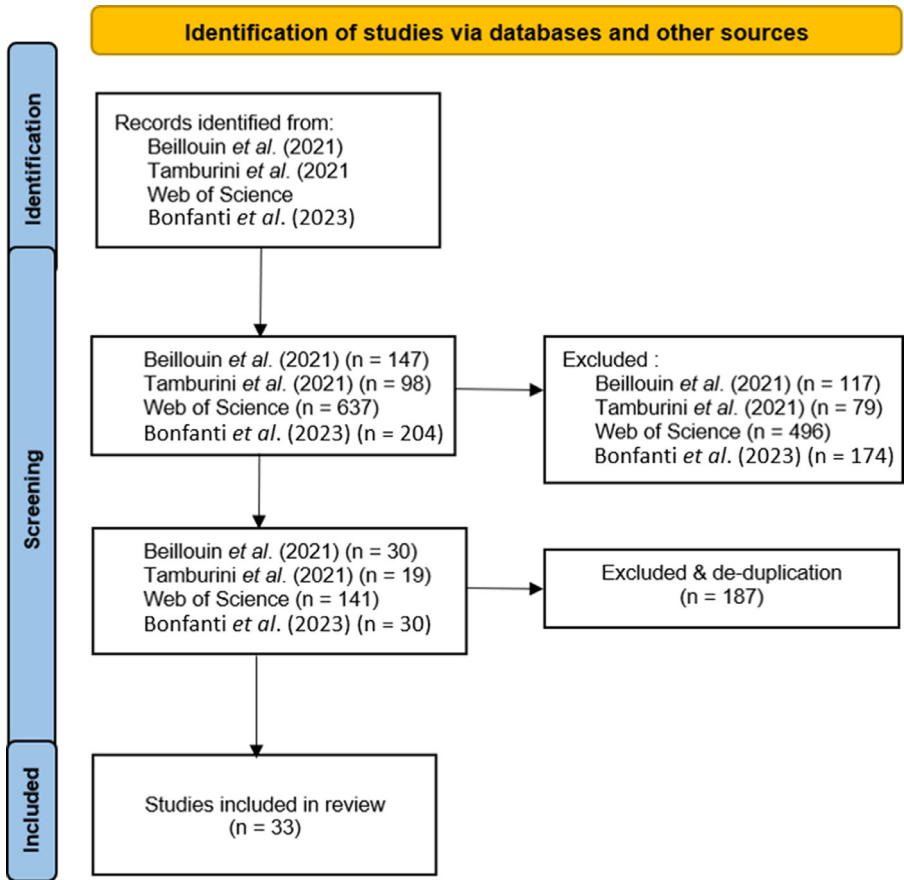 Identification of studies via databases and other sources
Identification
Records identified from:
Beillouin et al. (2021)
Tamburini et al. (2021
Web of Science
Bonfanti et al. (2023)
Screening
Beillouin et al. (2021) (n = 147)
Tamburini et al. (2021) (n = 98)
Web of Science (n = 637)
Bonfanti et al. (2023) (n = 204)
Excluded :
Beillouin et al. (2021) (n = 117)
Tamburini et al. (2021) (n = 79)
Web of Science (n = 496)
Bonfanti et al. (2023) (n = 174)
Beillouin et al. (2021) (n = 30)
Tamburini et al. (2021) (n = 19)
Web of Science (n = 141)
Bonfanti et al. (2023) (n = 30)
Excluded & de-duplication
(n = 187)
Included
Studies included in review
(n = 33)